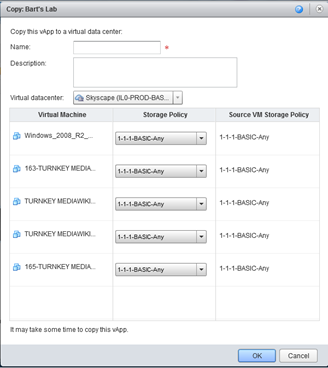 Copy: Bart's Lab
Copy this vApp to a virtual data center:
Name: *
Description:
Virtual datacenter: Skyscape (IL0-PROD-BAS...
Virtual Machine Storage Policy Source VM Storage Policy
Windows_2008_R2_... 1-1-1-BASIC-Any 1-1-1-BASIC-Any
163-TURNKEY MEDIA... 1-1-1-BASIC-Any 1-1-1-BASIC-Any
TURNKEY MEDIAWIKI... 1-1-1-BASIC-Any 1-1-1-BASIC-Any
TURNKEY MEDIAWIKI... 1-1-1-BASIC-Any 1-1-1-BASIC-Any
165-TURNKEY MEDIA... 1-1-1-BASIC-Any 1-1-1-BASIC-Any
It may take some time to copy this vApp.
OK Cancel